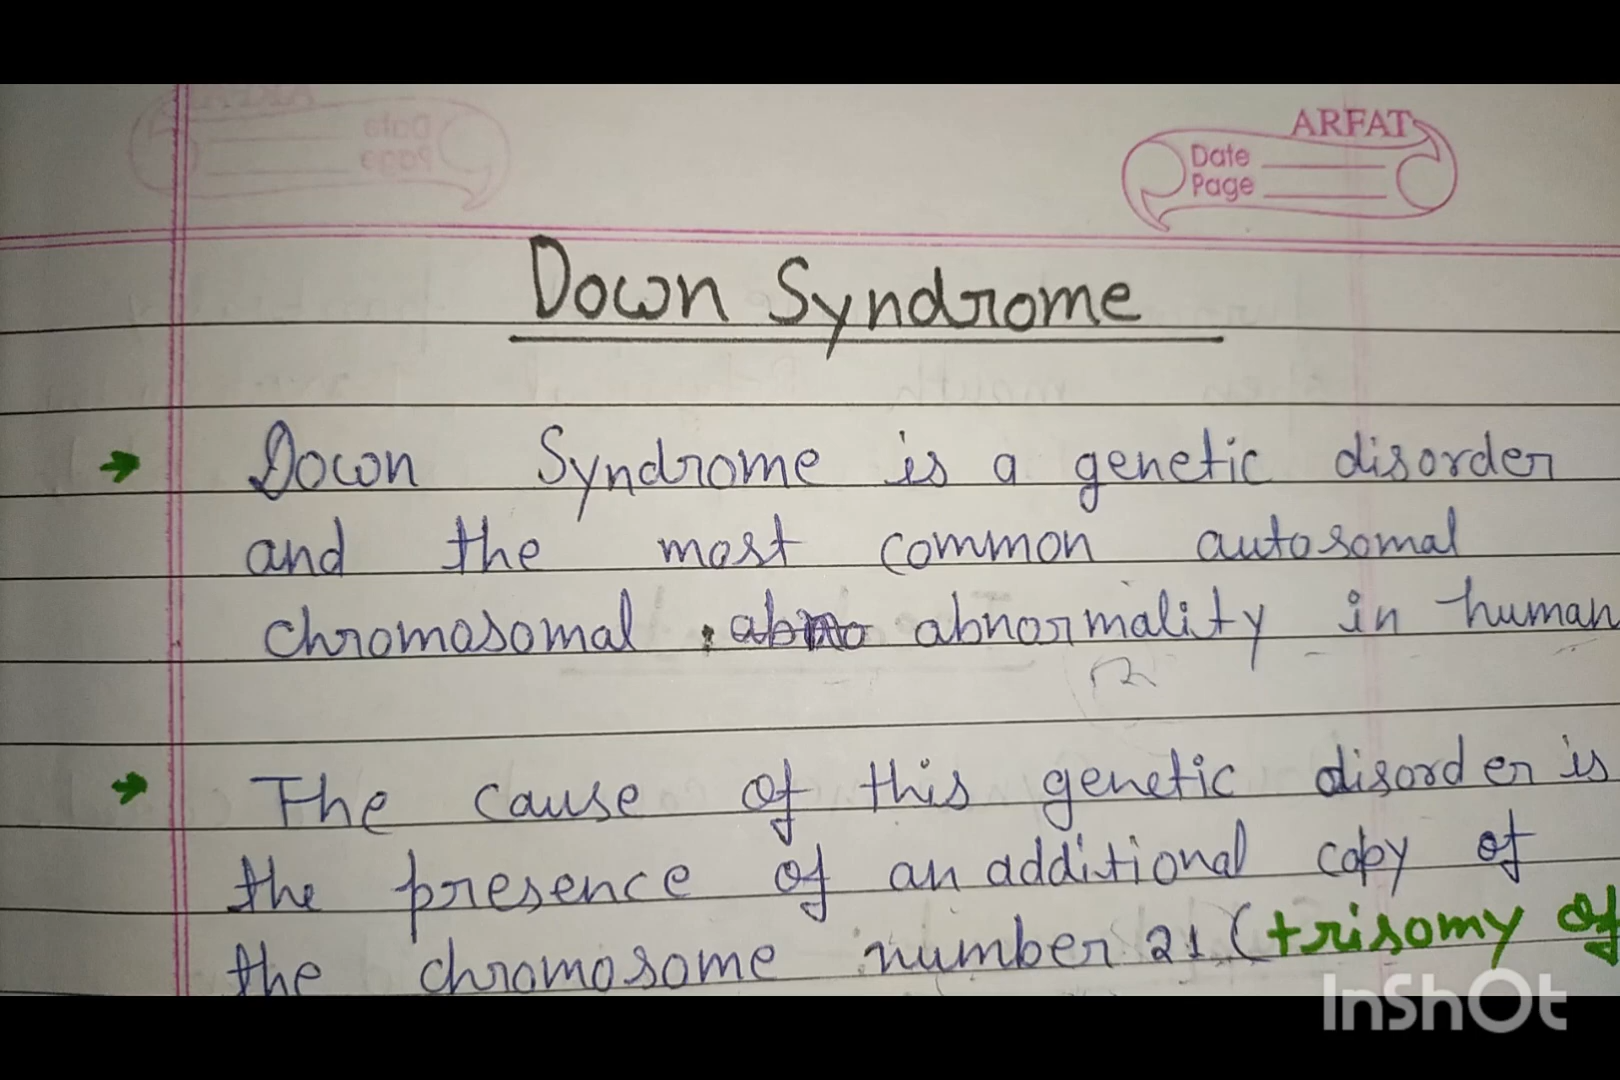 ARFAT
Date
Page
Down Syndrome
→ Down Syndrome is a genetic disorder
and the most common autosomal
chromosomal abno abnormality in human
→ The cause of this genetic disorder is
the presence of an additional copy of
the chromosome number 21 (trisomy of
InShOt